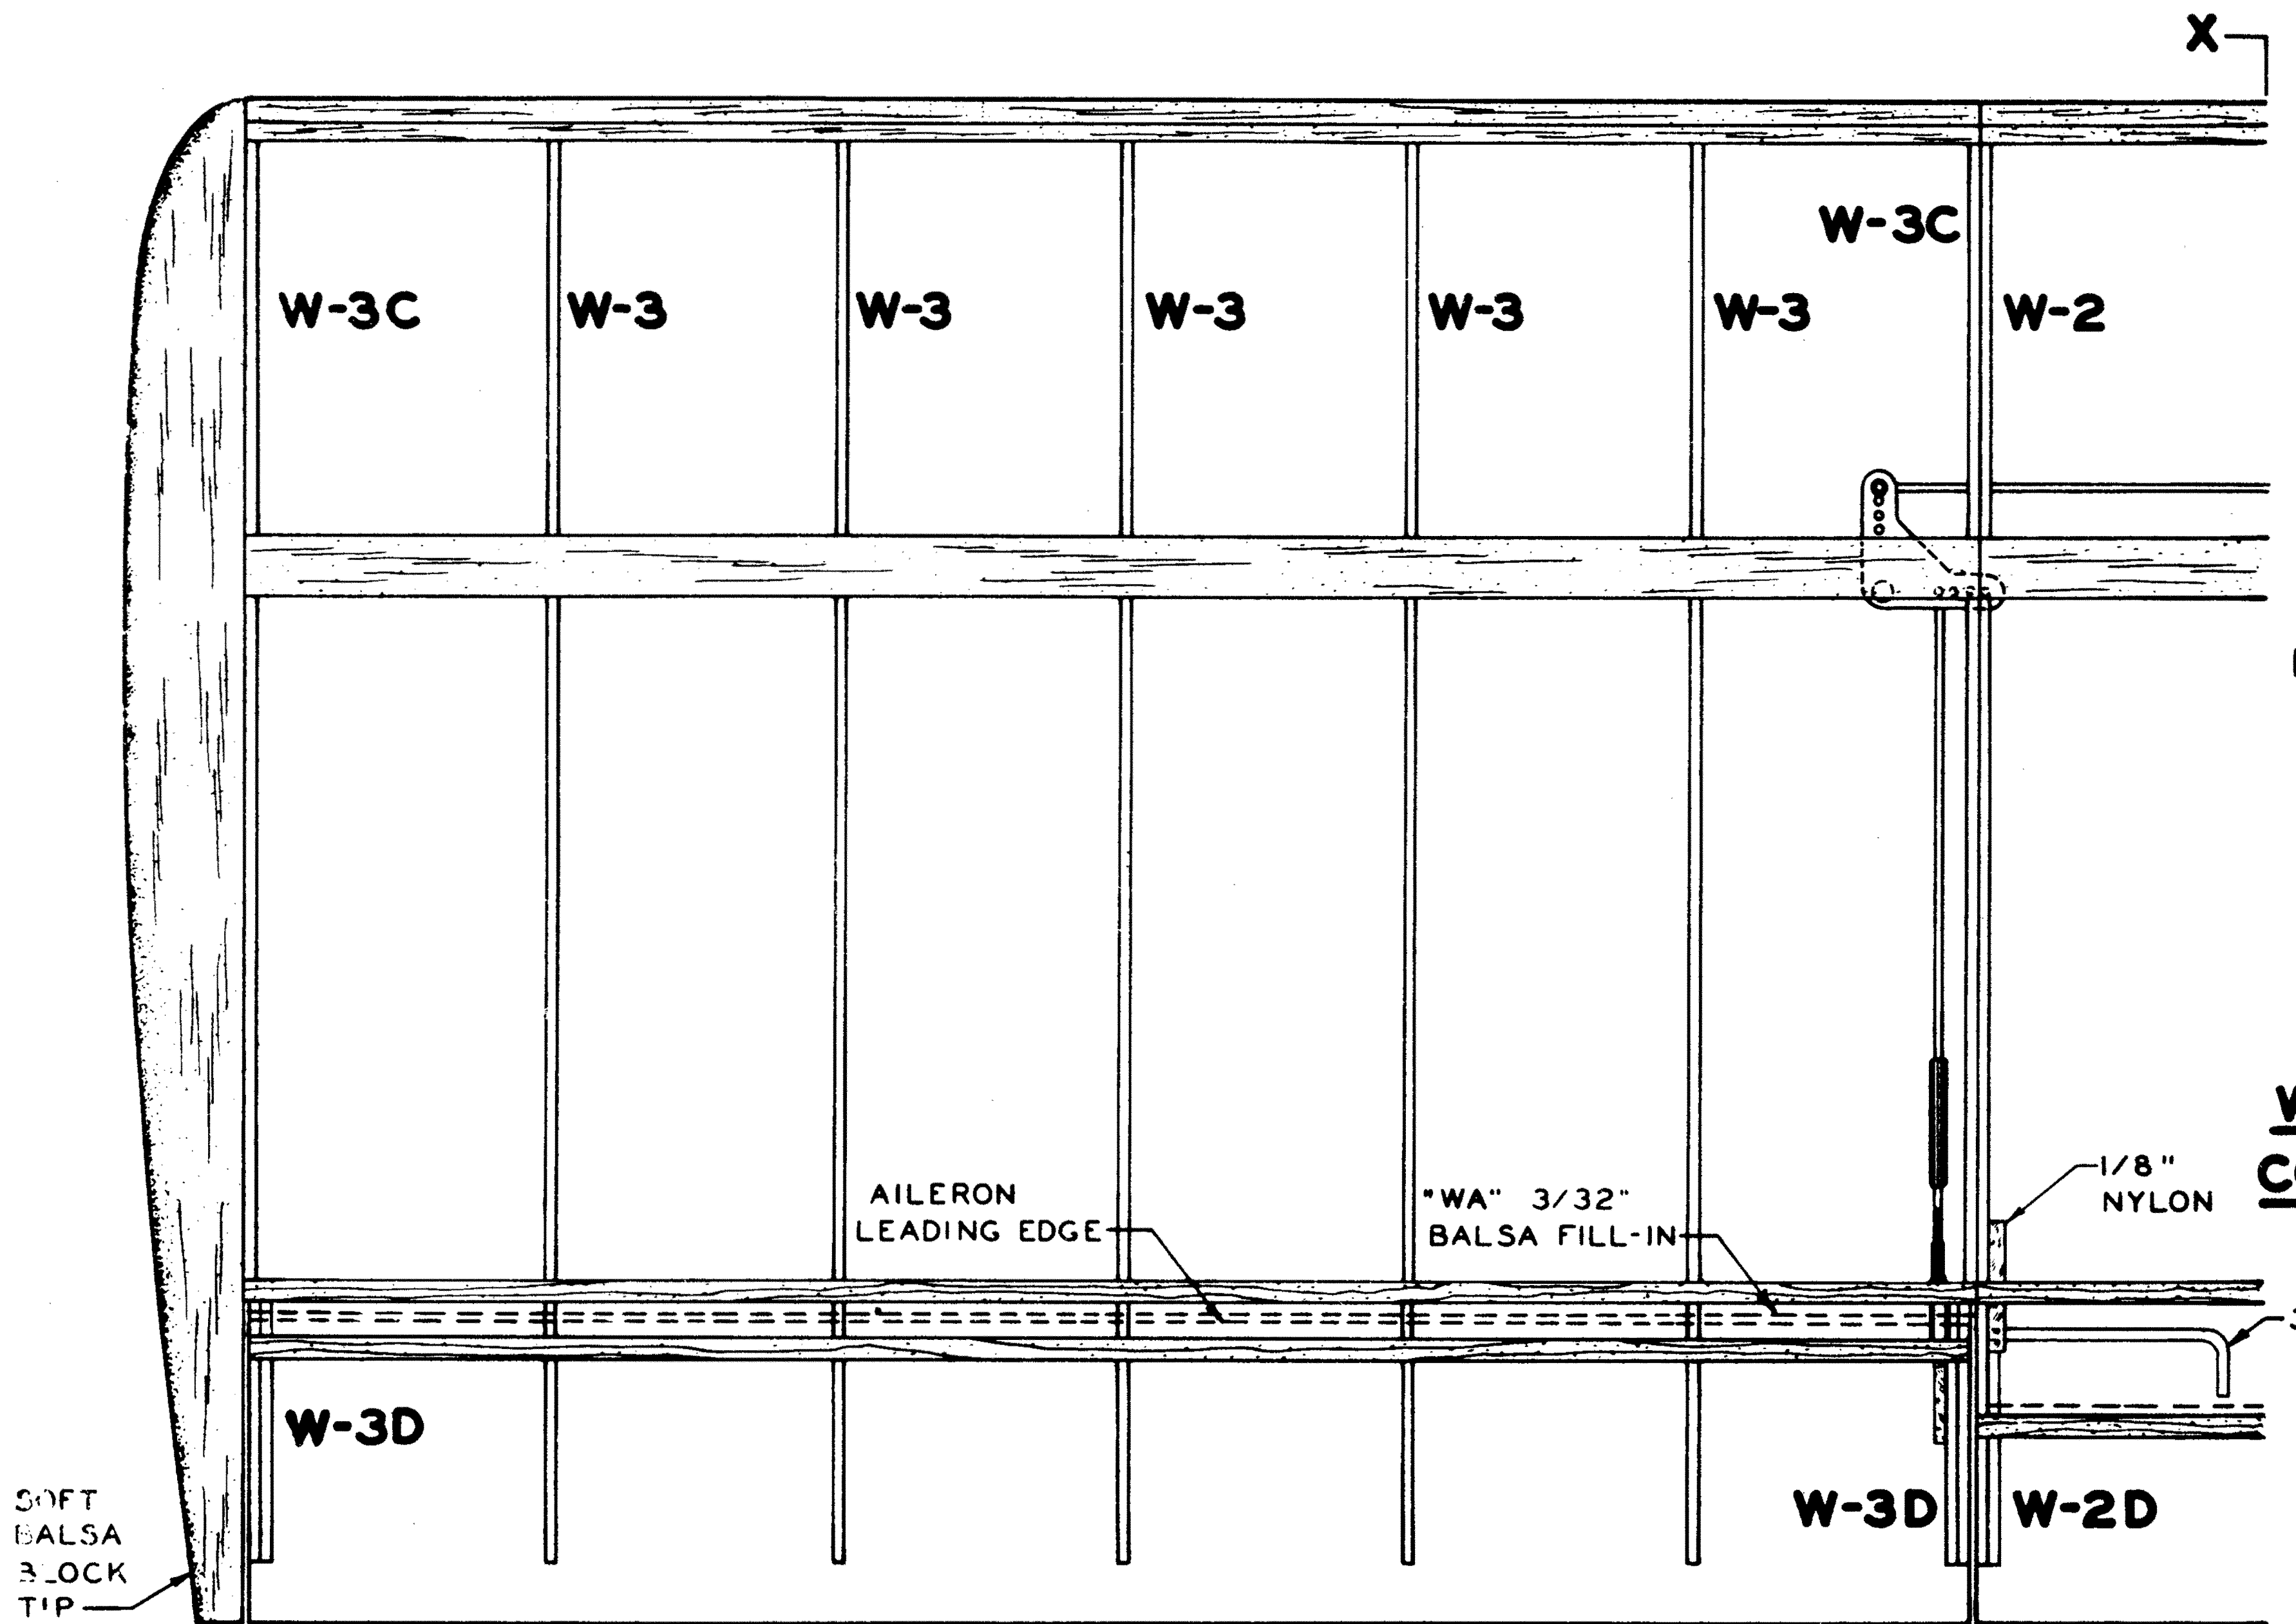 X
W-3C
W-3C
W-3
W-3
W-3
W-3
W-3
W-2
AILERON
LEADING EDGE
"WA" 3/32"
BALSA FILL-IN
1/8"
NYLON
W-3D
W-3D
W-2D
SOFT
BALSA
BLOCK
TIP